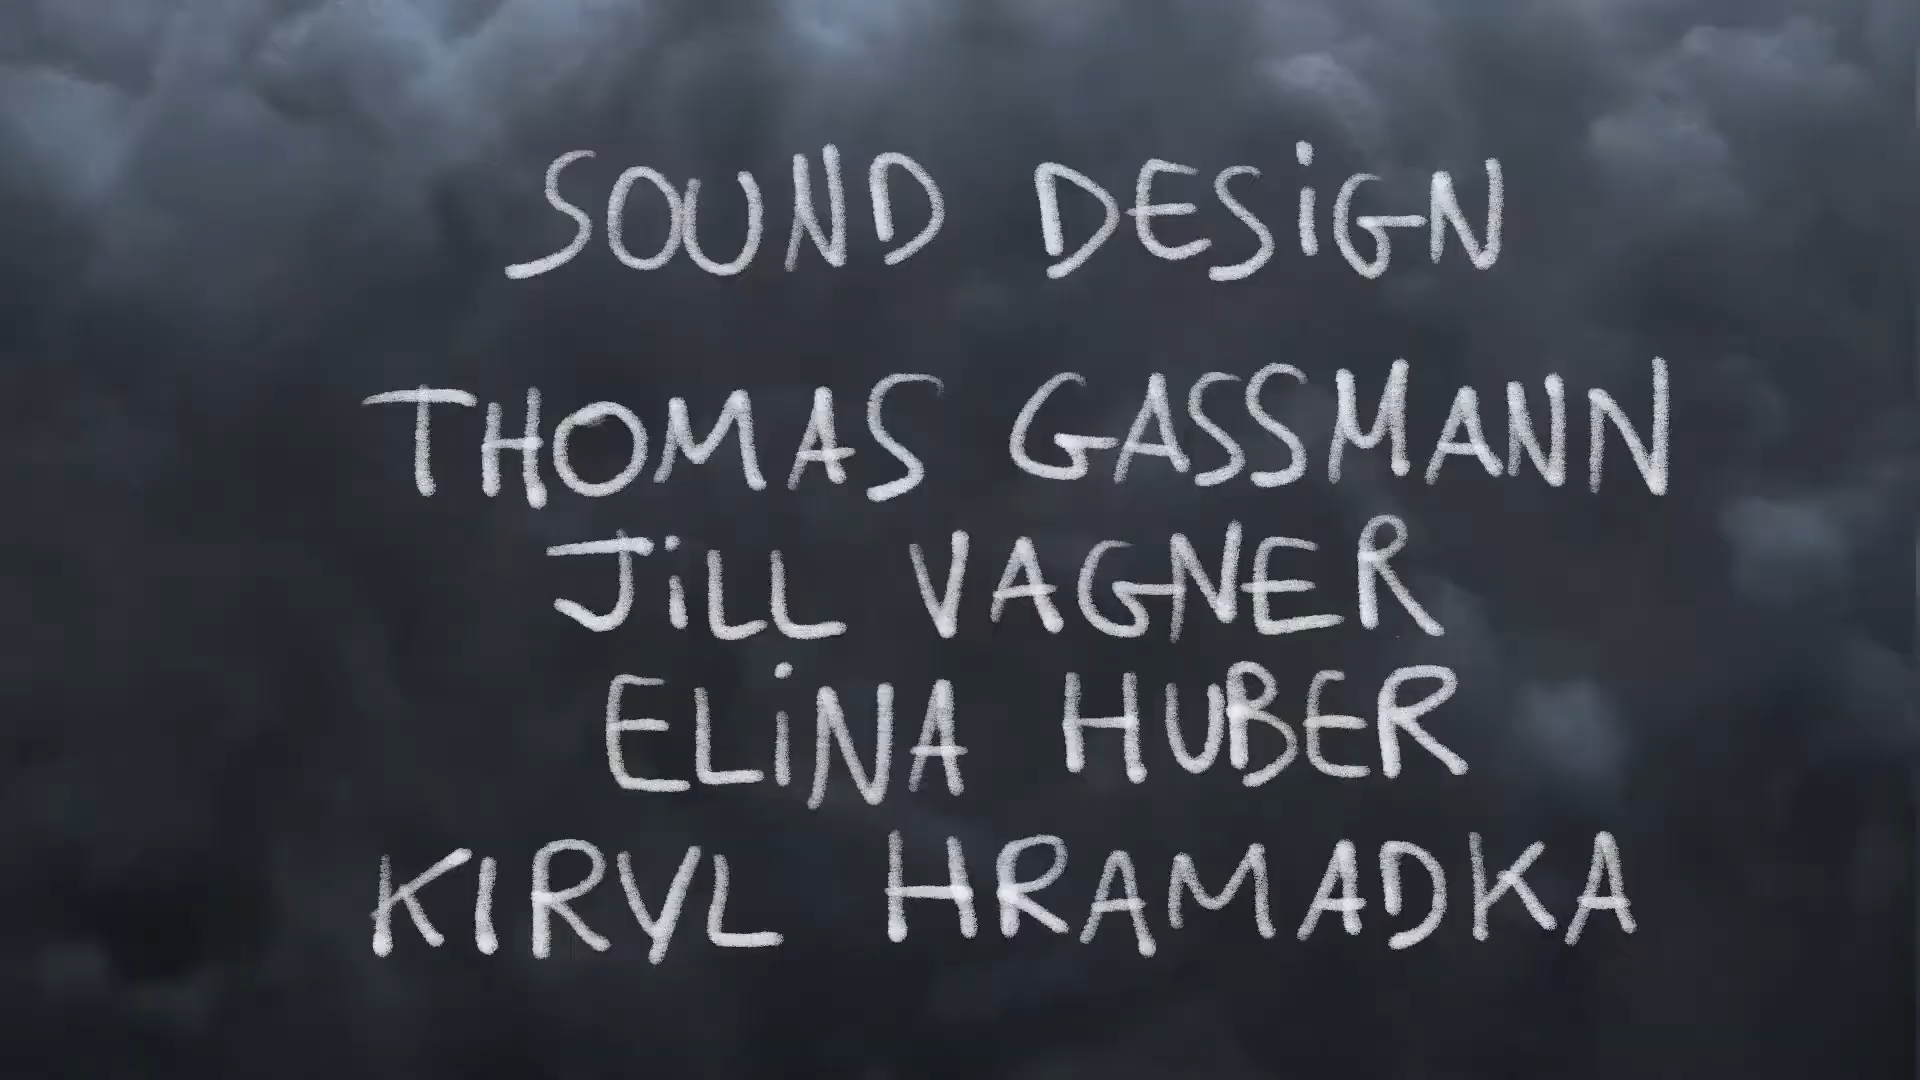 SOUND DESiGN
THOMAS GASSMANN
JiLL VAGNER
ELiNA HUBER
KIRYL HRAMADKA